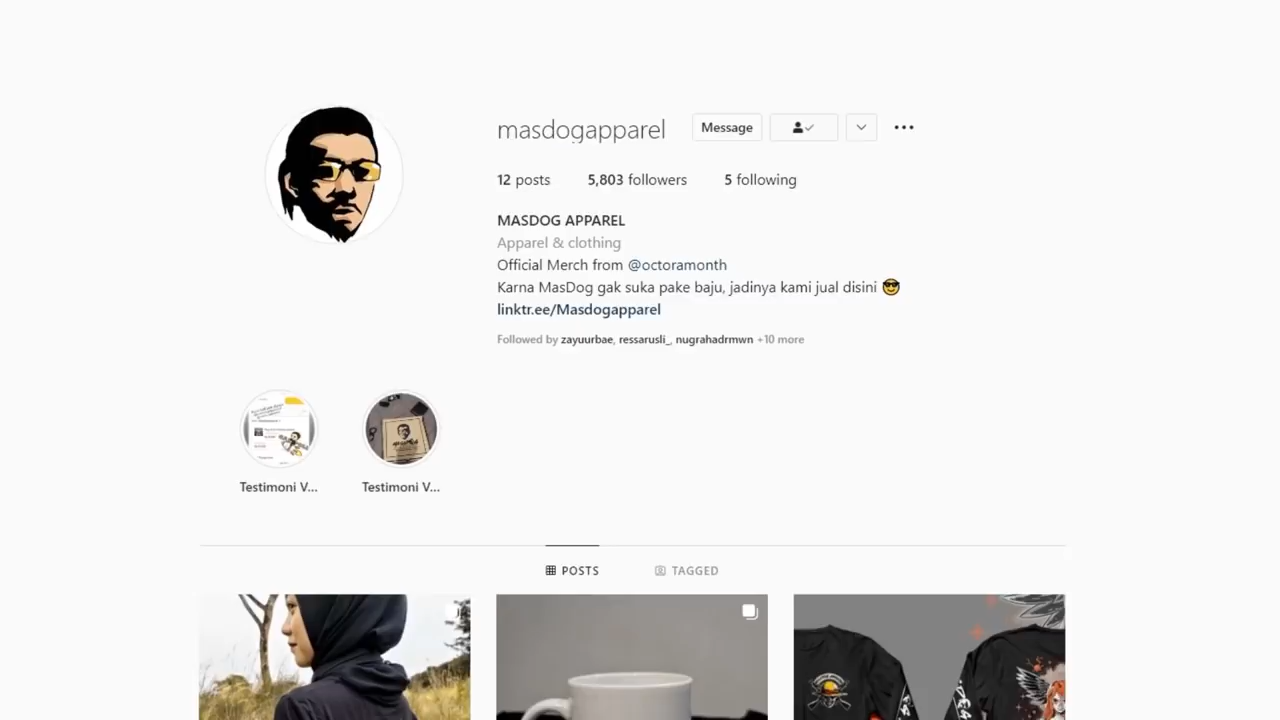 masdogapparel
Message
12 posts
5,803 followers
5 following
MASDOG APPAREL
Apparel & clothing
Official Merch from @octoramonth
Karna MasDog gak suka pake baju, jadinya kami jual disini 😎
linktr.ee/Masdogapparel
Followed by zayuurbae, ressarusli_, nugrahadrmwn +10 more
Testimoni V...
Testimoni V...
POSTS
TAGGED